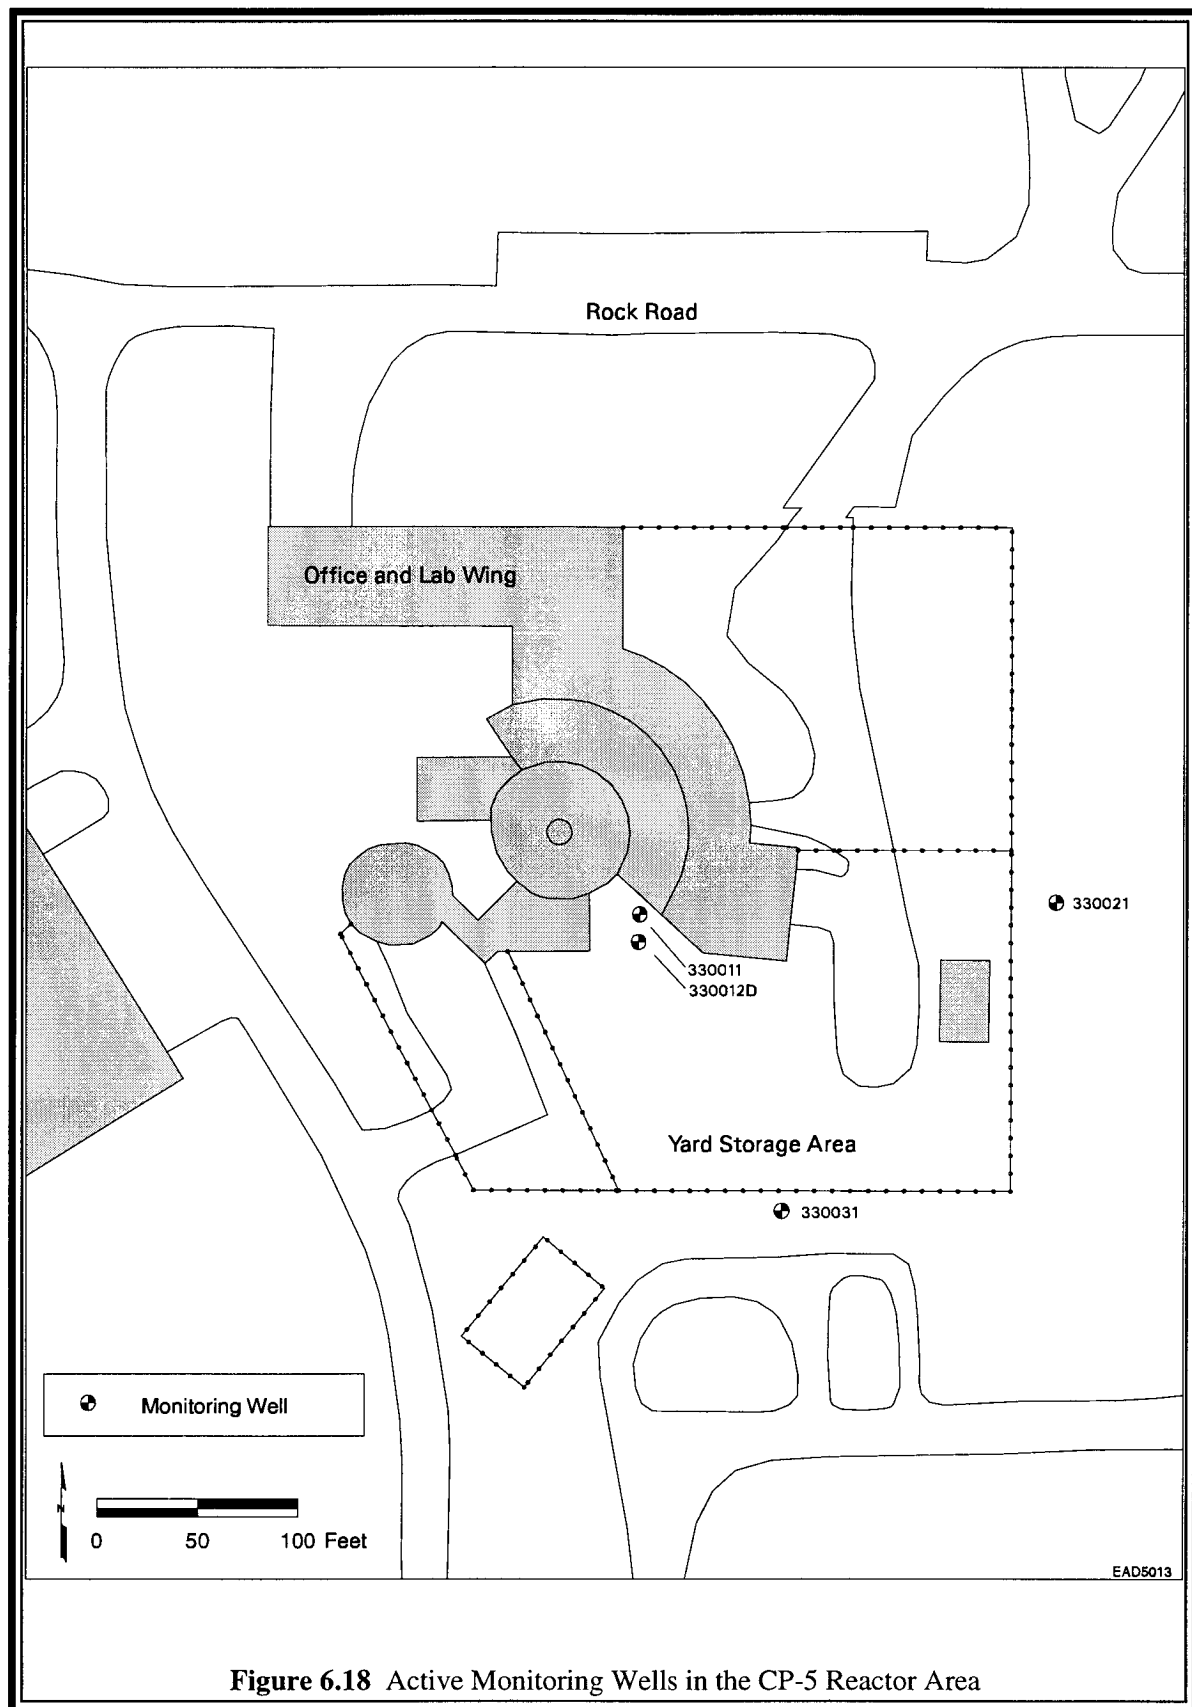 Rock Road
Office and Lab Wing
330021
330011
330012D
Yard Storage Area
330031
Monitoring Well
N
0 50 100 Feet
EAD5013
Figure 6.18 Active Monitoring Wells in the CP-5 Reactor Area